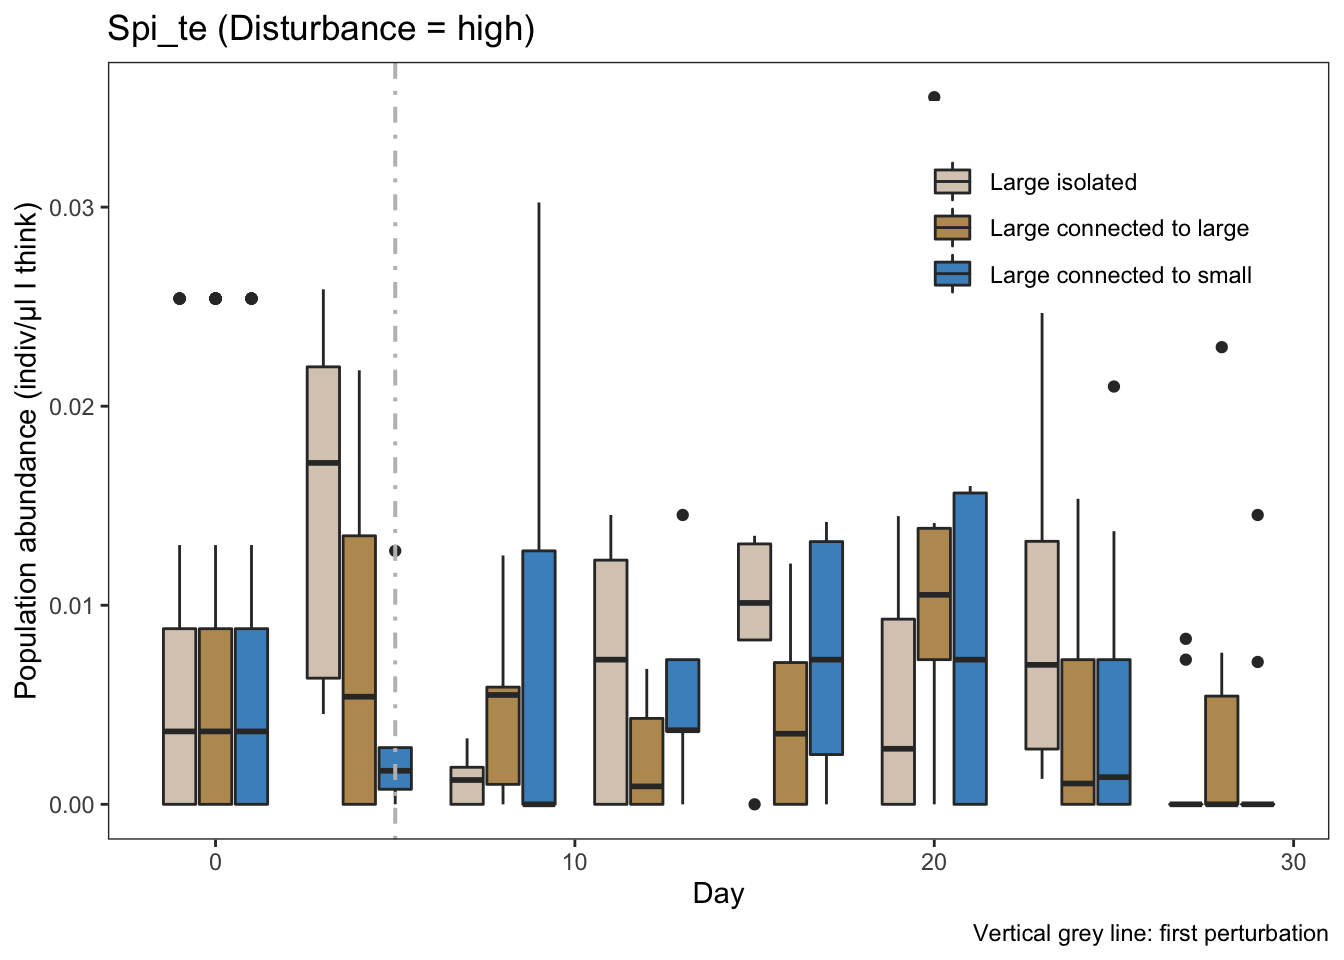 Spi_te (Disturbance = high)
Population abundance (indiv/µl I think)
0.03
0.02
0.01
0.00
Large isolated
Large connected to large
Large connected to small
0
10
20
30
Day
Vertical grey line: first perturbation